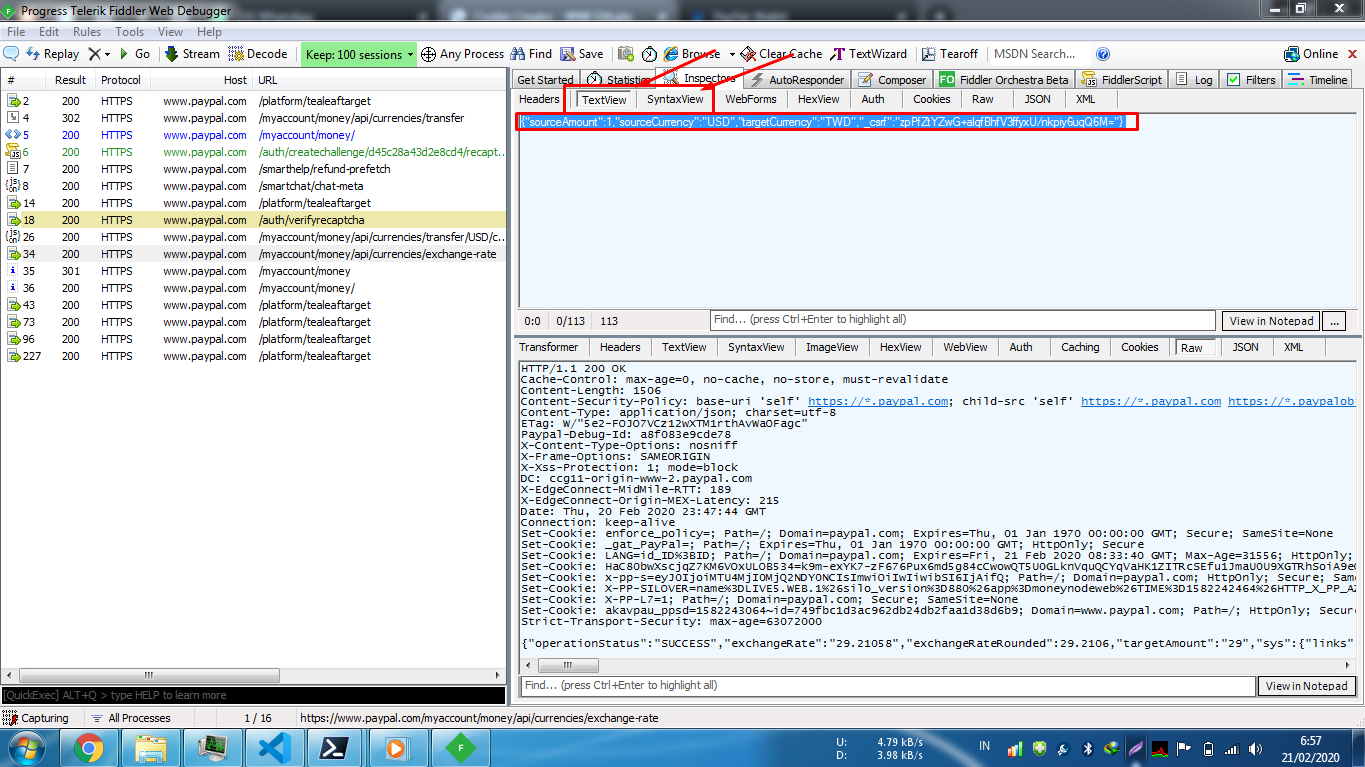 Progress Telerik Fiddler Web Debugger
File Edit Rules Tools View Help
Replay Go Stream Decode Keep: 100 sessions Any Process Find Save Browse Clear Cache TextWizard Tearoff MSDN Search... Online
# Result Protocol Host URL
2 200 HTTPS www.paypal.com /platform/tealeaftarget
4 302 HTTPS www.paypal.com /myaccount/money/api/currencies/transfer
5 200 HTTPS www.paypal.com /myaccount/money/
6 200 HTTPS www.paypal.com /auth/createchallenge/d45c28a43d2e8cd4/recapt...
7 200 HTTPS www.paypal.com /smarthelp/refund-prefetch
8 200 HTTPS www.paypal.com /smartchat/chat-meta
14 200 HTTPS www.paypal.com /platform/tealeaftarget
18 200 HTTPS www.paypal.com /auth/verifyrecaptcha
26 200 HTTPS www.paypal.com /myaccount/money/api/currencies/transfer/USD/c...
34 200 HTTPS www.paypal.com /myaccount/money/api/currencies/exchange-rate
35 301 HTTPS www.paypal.com /myaccount/money
36 200 HTTPS www.paypal.com /myaccount/money/
43 200 HTTPS www.paypal.com /platform/tealeaftarget
73 200 HTTPS www.paypal.com /platform/tealeaftarget
96 200 HTTPS www.paypal.com /platform/tealeaftarget
227 200 HTTPS www.paypal.com /platform/tealeaftarget
[QuickExec] ALT+Q > type HELP to learn more
Get Started Statistics Inspectors AutoResponder Composer FO Fiddler Orchestra Beta FiddlerScript Log Filters Timeline
Headers TextView SyntaxView WebForms HexView Auth Cookies Raw JSON XML
{"sourceAmount":1,"sourceCurrency":"USD","targetCurrency":"TWD","_csrf":"zpPfZtYZwG+alqfBhfV3ffyxU/nkpiy6uqQ6M="}
0:0 0/113 113 Find... (press Ctrl+Enter to highlight all) View in Notepad ...
Transformer Headers TextView SyntaxView ImageView HexView WebView Auth Caching Cookies Raw JSON XML
HTTP/1.1 200 OK
Cache-Control: max-age=0, no-cache, no-store, must-revalidate
Content-Length: 1506
Content-Security-Policy: base-uri 'self' https://*.paypal.com; child-src 'self' https://*.paypal.com https://*.paypalob
Content-Type: application/json; charset=utf-8
ETag: W/"5e2-FOJO7VCz12wXTM1rthAvWaOFagc"
Paypal-Debug-Id: a8f083e9cde78
X-Content-Type-Options: nosniff
X-Frame-Options: SAMEORIGIN
X-Xss-Protection: 1; mode=block
DC: ccg11-origin-www-2.paypal.com
X-EdgeConnect-MidMile-RTT: 189
X-EdgeConnect-Origin-MEX-Latency: 215
Date: Thu, 20 Feb 2020 23:47:44 GMT
Connection: keep-alive
Set-Cookie: enforce_policy=; Path=/; Domain=paypal.com; Expires=Thu, 01 Jan 1970 00:00:00 GMT; Secure; SameSite=None
Set-Cookie: _gat_PayPal=; Path=/; Expires=Thu, 01 Jan 1970 00:00:00 GMT; HttpOnly; Secure
Set-Cookie: LANG=id_ID%3BID; Path=/; Domain=paypal.com; Expires=Fri, 21 Feb 2020 08:33:40 GMT; Max-Age=31556; HttpOnly;
Set-Cookie: HaC80bwXscjqZ7KM6VOxULOB534=k9m-exYK7-zF676Pux6md5g84cCwowQT5UOGLknVquQCYqVaHK1ZITRcSEfu1JmaU0U9XGTRhSoiA9e
Set-Cookie: X-pp-s=eyJ0IjoiMTU4MjI0MjQ2NDY0NCIsImwiOiIwIiwibSI6IjAifQ; Path=/; Domain=paypal.com; HttpOnly; Secure; Sam
Set-Cookie: X-PP-SILOVER=name%3DLIVE5.WEB.1%26silo_version%3D880%26app%3Dmoneynodeweb%26TIME%3D1582242464%26HTTP_X_PP_AZ
Set-Cookie: X-PP-L7=1; Path=/; Domain=paypal.com; Secure; SameSite=None
Set-Cookie: akavpau_ppsd=1582243064~id=749fbc1d3ac962db24db2faa1d38d6b9; Domain=www.paypal.com; Path=/; HttpOnly; Secur
Strict-Transport-Security: max-age=63072000
{"operationStatus":"SUCCESS","exchangeRate":"29.21058","exchangeRateRounded":29.2106,"targetAmount":"29","sys":{"links"
Find... (press Ctrl+Enter to highlight all) View in Notepad
Capturing All Processes 1 / 16 https://www.paypal.com/myaccount/money/api/currencies/exchange-rate
U: 4.79 kB/s
D: 3.98 kB/s
IN
6:57
21/02/2020